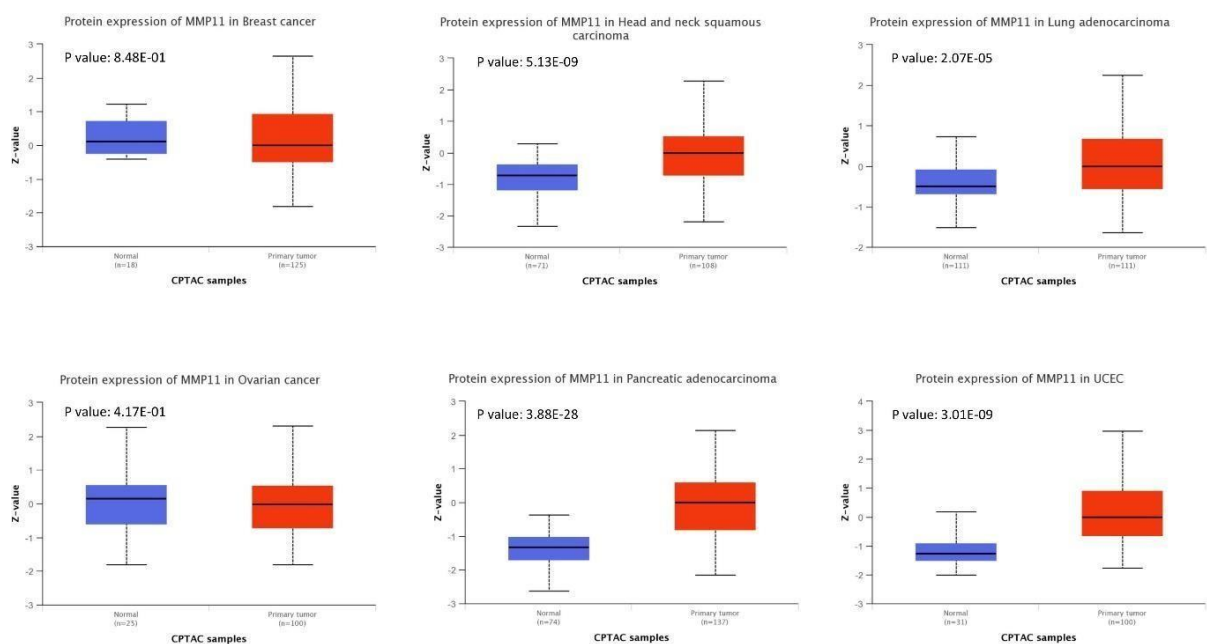 Protein expression of MMP11 in Breast cancer
P value: 8.48E-01
3
2
1
0
-1
-2
-3
Z-value
Normal
(n=18)
Primary tumor
(n=125)
CPTAC samples
Protein expression of MMP11 in Head and neck squamous
carcinoma
P value: 5.13E-09
3
2
1
0
-1
-2
-3
Z-value
Normal
(n=71)
Primary tumor
(n=108)
CPTAC samples
Protein expression of MMP11 in Lung adenocarcinoma
P value: 2.07E-05
3
2
1
0
-1
-2
Z-value
Normal
(n=111)
Primary tumor
(n=111)
CPTAC samples
Protein expression of MMP11 in Ovarian cancer
P value: 4.17E-01
3
2
1
0
-1
-2
-3
Z-value
Normal
(n=25)
Primary tumor
(n=100)
CPTAC samples
Protein expression of MMP11 in Pancreatic adenocarcinoma
P value: 3.88E-28
3
2
1
0
-1
-2
-3
Z-value
Normal
(n=74)
Primary tumor
(n=137)
CPTAC samples
Protein expression of MMP11 in UCEC
P value: 3.01E-09
4
3
2
1
0
-1
-2
-3
Z-value
Normal
(n=31)
Primary tumor
(n=100)
CPTAC samples